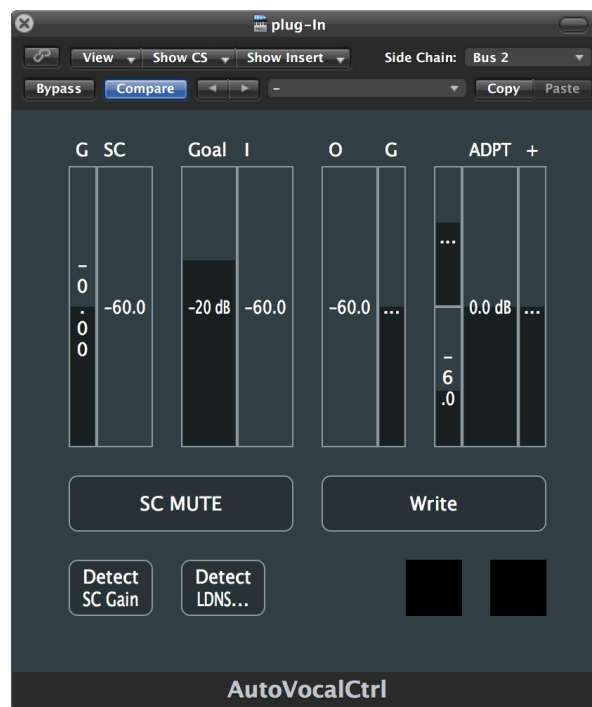 plug-In
View Show CS Show Insert Side Chain: Bus 2
Bypass Compare - Copy Paste
G SC Goal I O G ADPT +
...
-0.00 -60.0 -20 dB -60.0 -60.0 ... 0.0 dB ...
-6.0
SC MUTE Write
Detect Detect
SC Gain LDNS...
AutoVocalCtrl